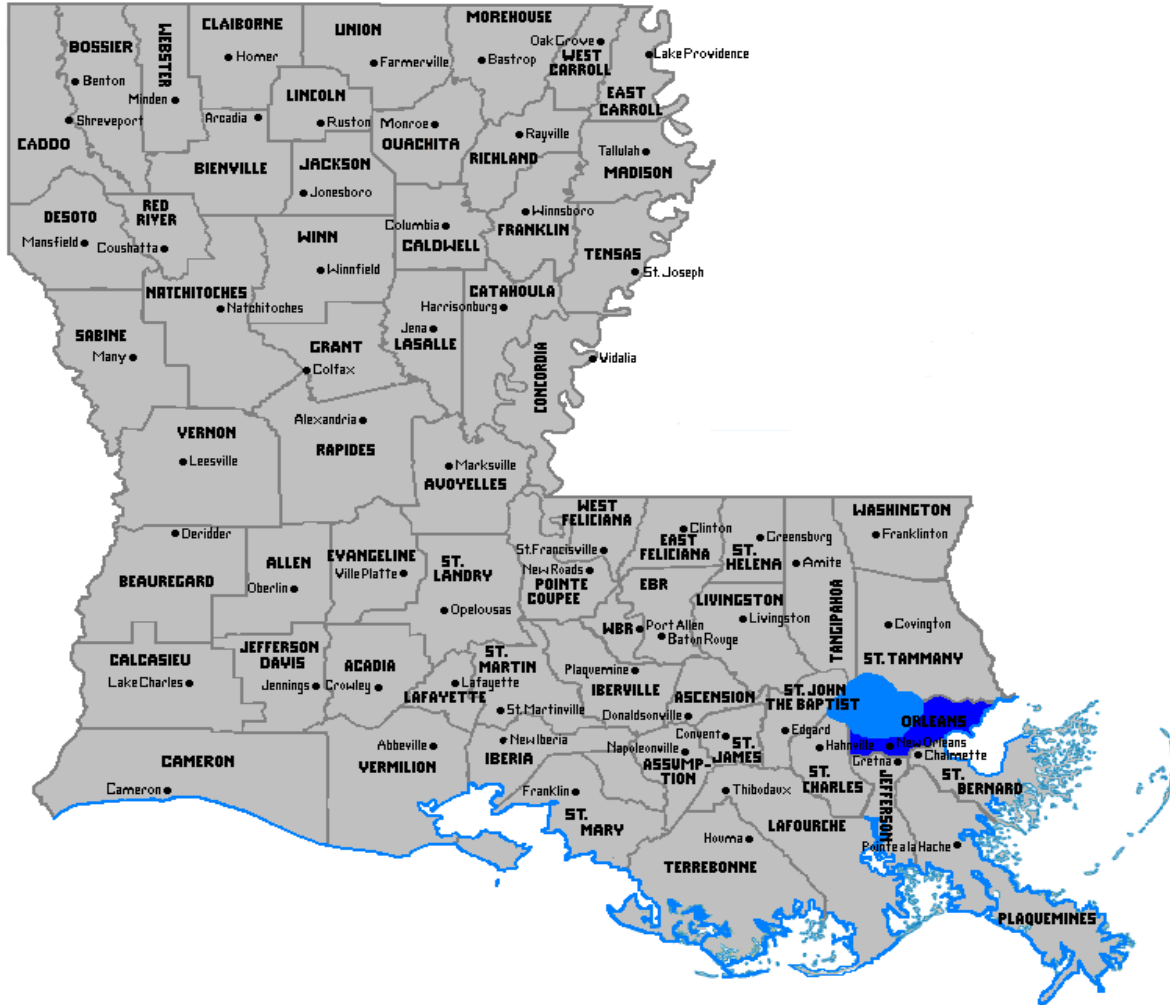 CLAIBORNE
UNION
MOREHOUSE
BOSSIER
WEBSTER
Oak Grove
WEST
CARROLL
Lake Providence
Homer
Farmerville
Bastrop
Benton
Minden
LINCOLN
EAST
CARROLL
Shreveport
Arcadia
Ruston
Monroe
OUACHITA
Rayville
RICHLAND
CADDO
Tallulah
MADISON
BIENVILLE
JACKSON
Jonesboro
RED
RIVER
DESOTO
Mansfield
Coushatta
WINN
Winnfield
Columbia
CALDWELL
Winnsboro
FRANKLIN
TENSAS
St. Joseph
NATCHITOCHES
Natchitoches
CATAHOULA
Harrisonburg
Jena
LASALLE
SABINE
Many
GRANT
Colfax
CONCORDIA
Vidalia
Alexandria
RAPIDES
VERNON
Leesville
Marksville
AVOYELLES
WEST
FELICIANA
St. Francisville
EAST
FELICIANA
Clinton
Greensburg
ST.
HELENA
Amite
TANGIPAHOA
WASHINGTON
Franklinton
Deridder
BEAUREGARD
ALLEN
Oberlin
EVANGELINE
Ville Platte
ST.
LANDRY
Opelousas
New Roads
POINTE
COUPEE
EBR
LIVINGSTON
Livingston
WBR
Port Allen
Baton Rouge
Covington
ST. TAMMANY
CALCASIEU
Lake Charles
JEFFERSON
DAVIS
Jennings
ACADIA
Crowley
LAFAYETTE
Lafayette
ST.
MARTIN
St. Martinville
Plaquemine
IBERVILLE
ASCENSION
Donaldsonville
ST. JOHN
THE BAPTIST
Edgard
ORLEANS
New Orleans
Hahnville
Chalmette
Gretna
CAMERON
Cameron
Abbeville
VERMILION
New Iberia
IBERIA
Napoleonville
ASSUMP-
TION
Convent
ST.
JAMES
ST.
CHARLES
JEFFERSON
ST.
BERNARD
Franklin
ST.
MARY
Thibodaux
LAFOURCHE
Houma
TERREBONNE
Pointe a la Hache
PLAQUEMINES